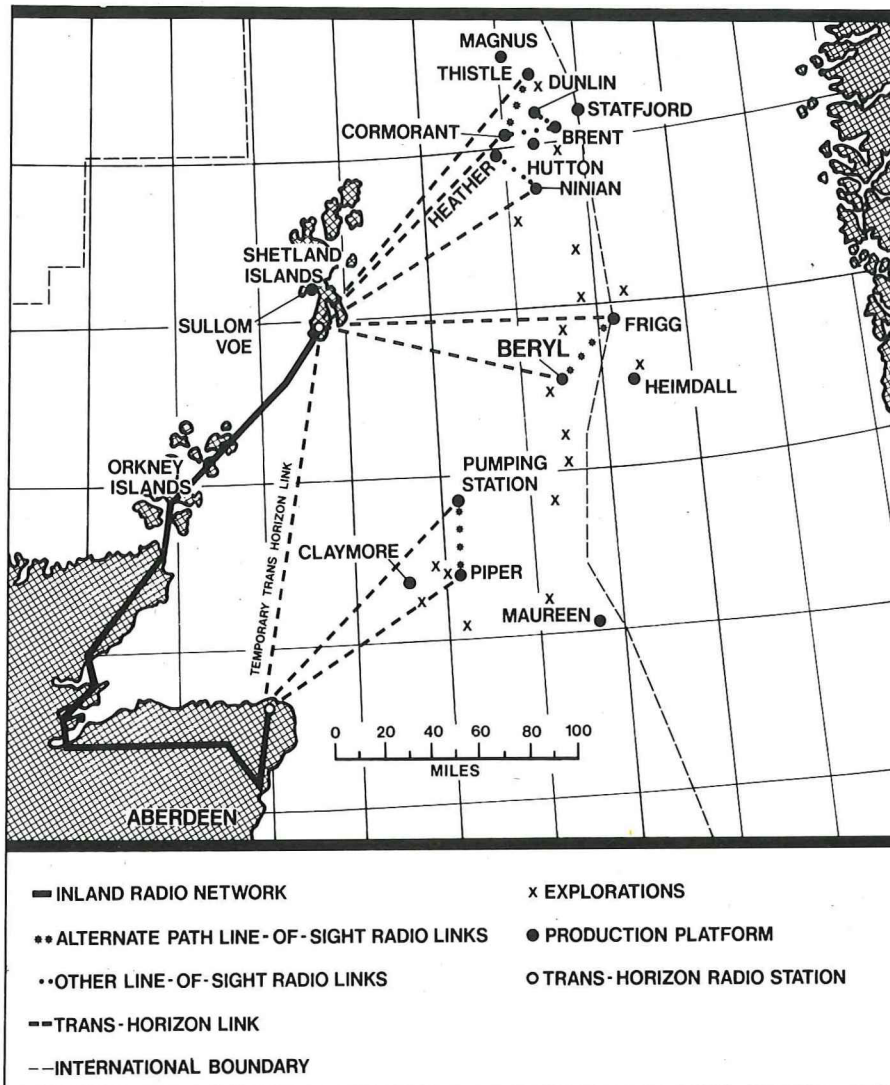 MAGNUS
THISTLE
DUNLIN
STATFJORD
CORMORANT
BRENT
HUTTON
HEATHER
NINIAN
SHETLAND
ISLANDS
SULLOM
VOE
FRIGG
BERYL
HEIMDALL
ORKNEY
ISLANDS
PUMPING
STATION
TEMPORARY TRANS HORIZON LINK
CLAYMORE
PIPER
MAUREEN
0 20 40 60 80 100
MILES
ABERDEEN
INLAND RADIO NETWORK
ALTERNATE PATH LINE-OF-SIGHT RADIO LINKS
OTHER LINE-OF-SIGHT RADIO LINKS
TRANS-HORIZON LINK
INTERNATIONAL BOUNDARY
x EXPLORATIONS
PRODUCTION PLATFORM
TRANS-HORIZON RADIO STATION